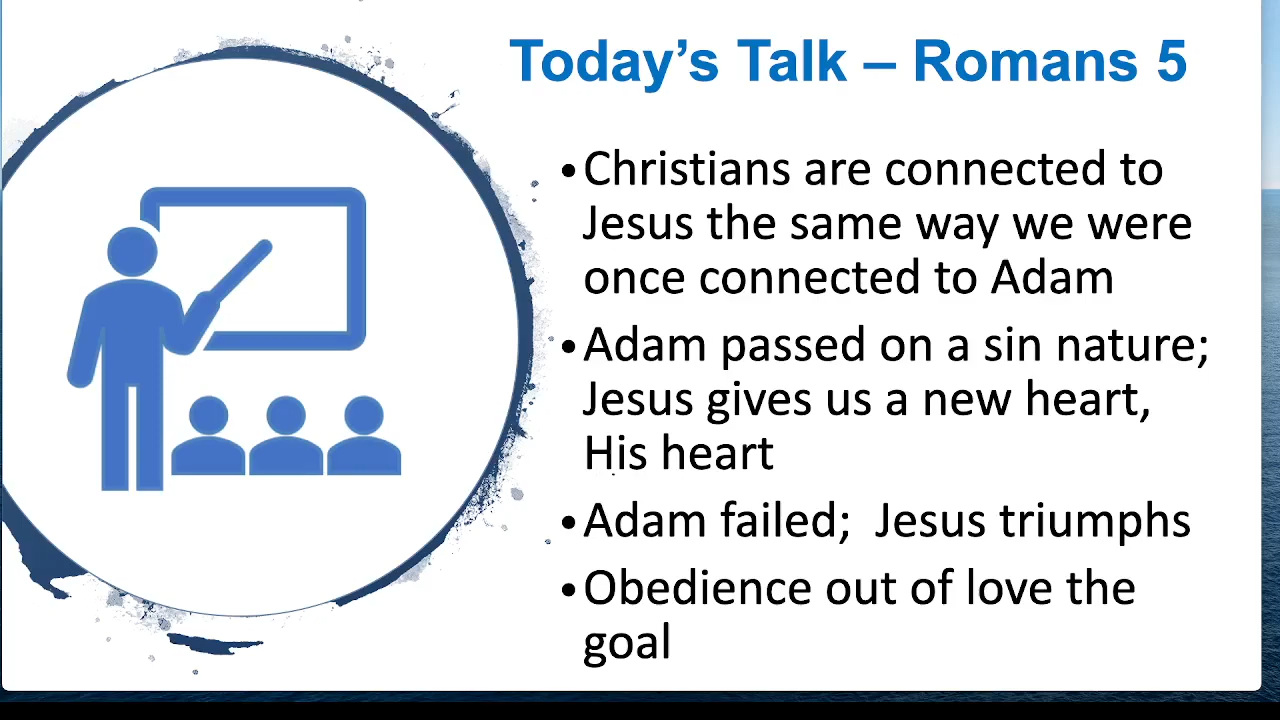 Today’s Talk – Romans 5
•Christians are connected to
Jesus the same way we were
once connected to Adam
•Adam passed on a sin nature;
Jesus gives us a new heart,
His heart
•Adam failed;  Jesus triumphs
•Obedience out of love the
goal